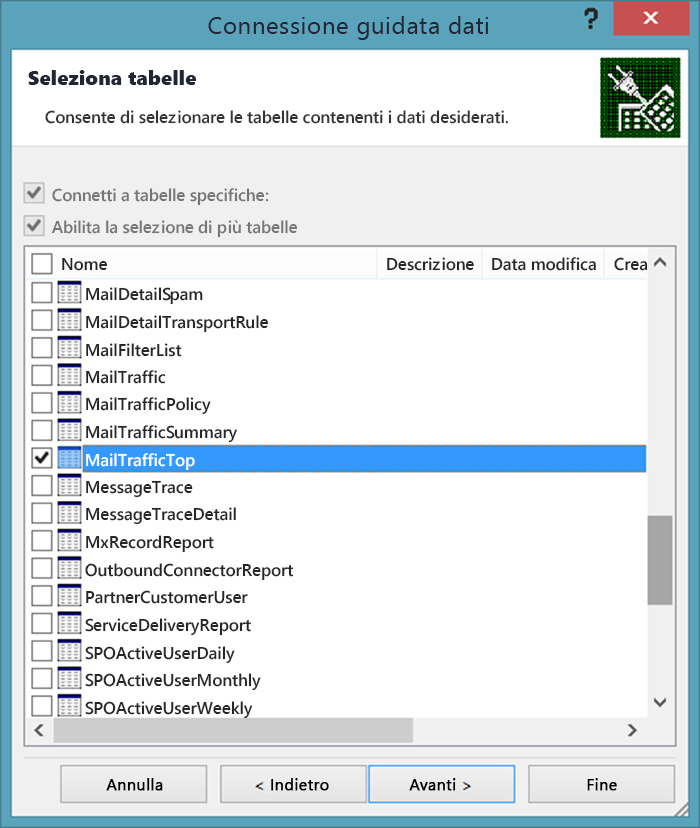 Connessione guidata dati
?
Seleziona tabelle
Consente di selezionare le tabelle contenenti i dati desiderati.
Connetti a tabelle specifiche:
Abilita la selezione di più tabelle
Nome Descrizione Data modifica Crea
MailDetailSpam
MailDetailTransportRule
MailFilterList
MailTraffic
MailTrafficPolicy
MailTrafficSummary
MailTrafficTop
MessageTrace
MessageTraceDetail
MxRecordReport
OutboundConnectorReport
PartnerCustomerUser
ServiceDeliveryReport
SPOActiveUserDaily
SPOActiveUserMonthly
SPOActiveUserWeekly
Annulla < Indietro Avanti > Fine